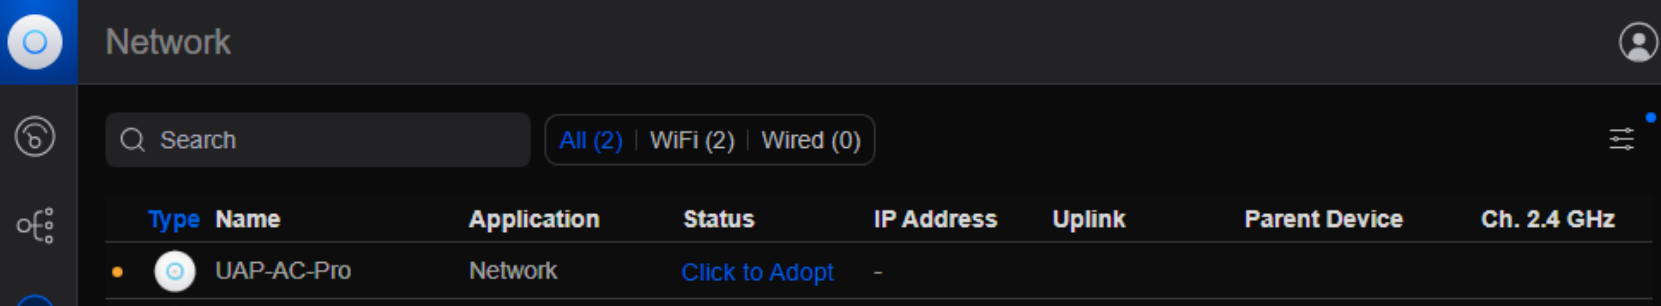 Network
Search
All (2) | WiFi (2) | Wired (0)
Type Name Application Status IP Address Uplink Parent Device Ch. 2.4 GHz
UAP-AC-Pro Network Click to Adopt -